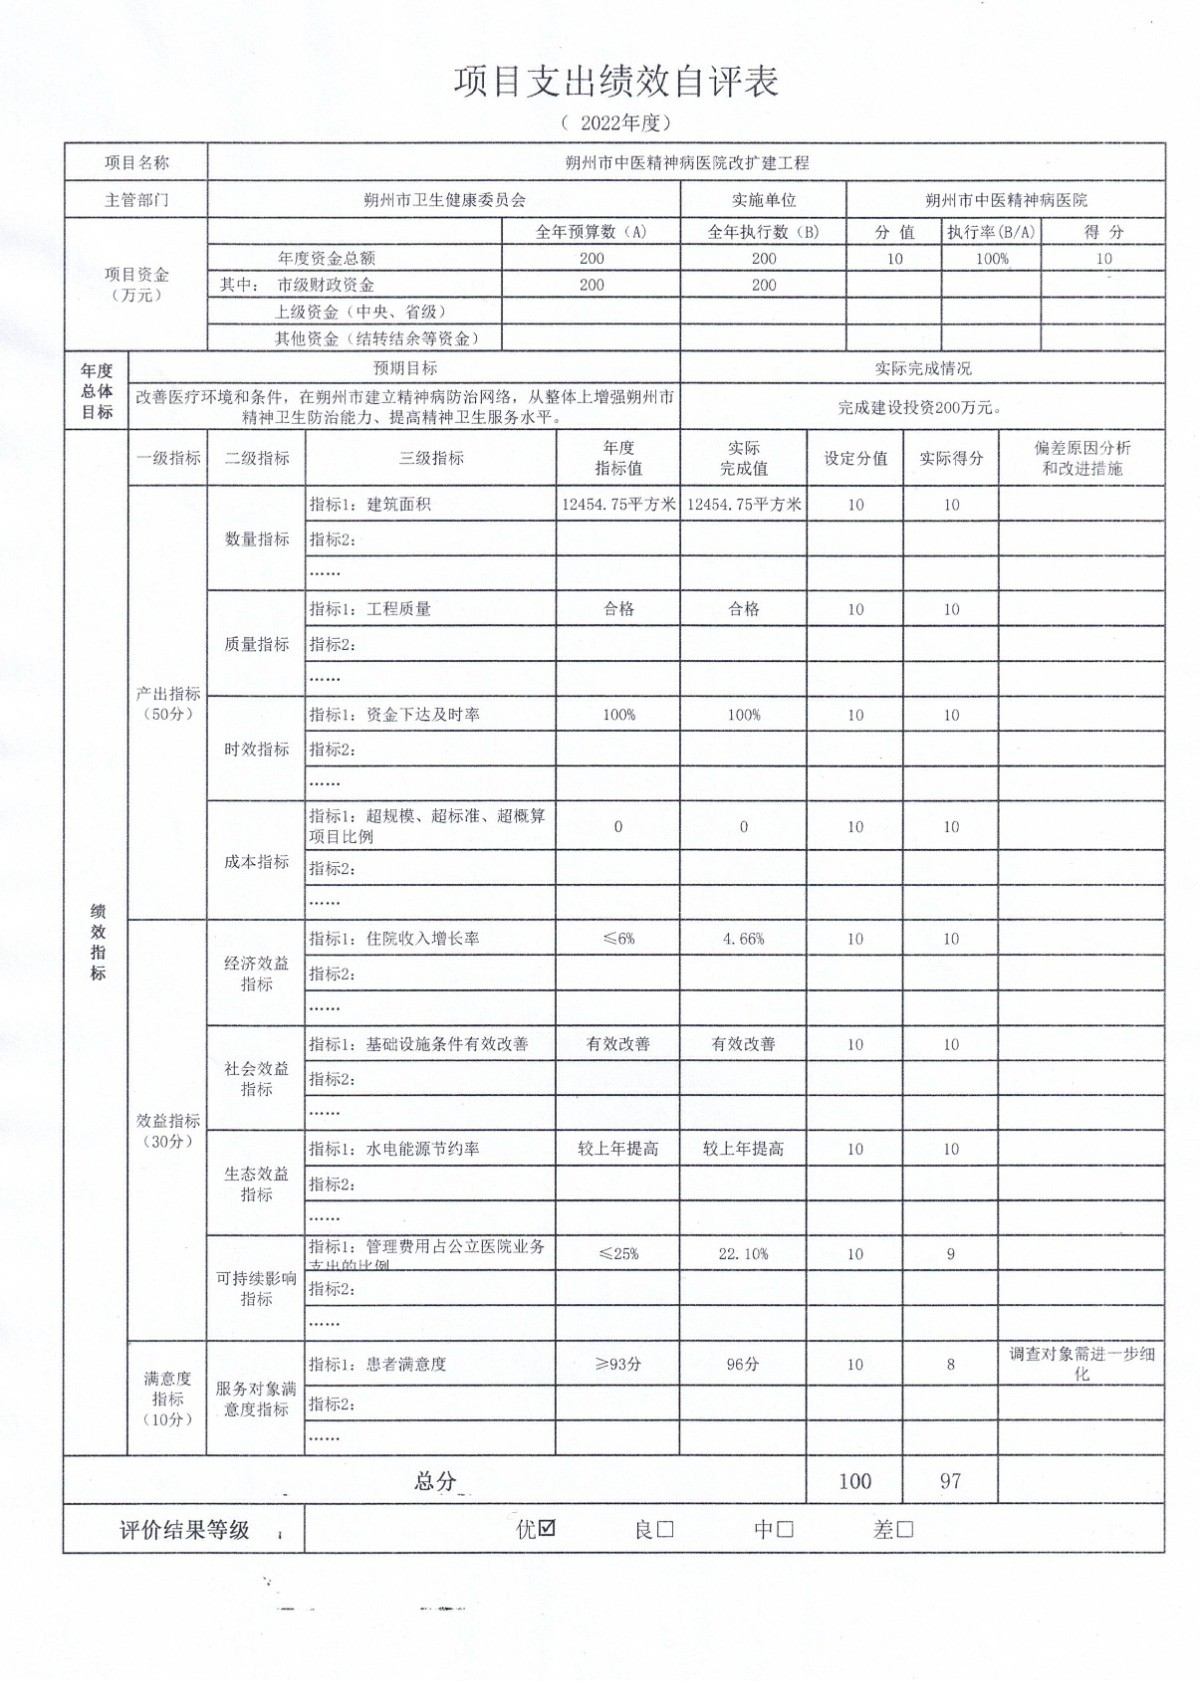 项目支出绩效自评表
（ 2022年度）
项目名称 朔州市中医精神病医院改扩建工程
主管部门 朔州市卫生健康委员会 实施单位 朔州市中医精神病医院
项目资金
（万元）
全年预算数（A） 全年执行数（B） 分 值 执行率(B/A) 得 分
年度资金总额 200 200 10 100% 10
其中： 市级财政资金 200 200
上级资金（中央、省级）
其他资金（结转结余等资金）
年度
总体
目标
预期目标 实际完成情况
改善医疗环境和条件，在朔州市建立精神病防治网络，从整体上增强朔州市
精神卫生防治能力、提高精神卫生服务水平。
完成建设投资200万元。
绩
效
指
标
一级指标 二级指标 三级指标 年度
指标值 实际
完成值 设定分值 实际得分 偏差原因分析
和改进措施
产出指标
（50分）
数量指标
指标1：建筑面积 12454.75平方米 12454.75平方米 10 10
指标2：
……
质量指标
指标1：工程质量 合格 合格 10 10
指标2：
……
时效指标
指标1：资金下达及时率 100% 100% 10 10
指标2：
……
成本指标
指标1：超规模、超标准、超概算
项目比例 0 0 10 10
指标2：
……
效益指标
（30分）
经济效益
指标
指标1：住院收入增长率 ≤6% 4.66% 10 10
指标2：
……
社会效益
指标
指标1：基础设施条件有效改善 有效改善 有效改善 10 10
指标2：
……
生态效益
指标
指标1：水电能源节约率 较上年提高 较上年提高 10 10
指标2：
……
可持续影响
指标
指标1：管理费用占公立医院业务
支出的比例 ≤25% 22.10% 10 9
指标2：
……
满意度
指标
（10分）
服务对象满
意度指标
指标1：患者满意度 ≥93分 96分 10 8 调查对象需进一步细
化
指标2：
……
总分 100 97
评价结果等级 优☑ 良□ 中□ 差□